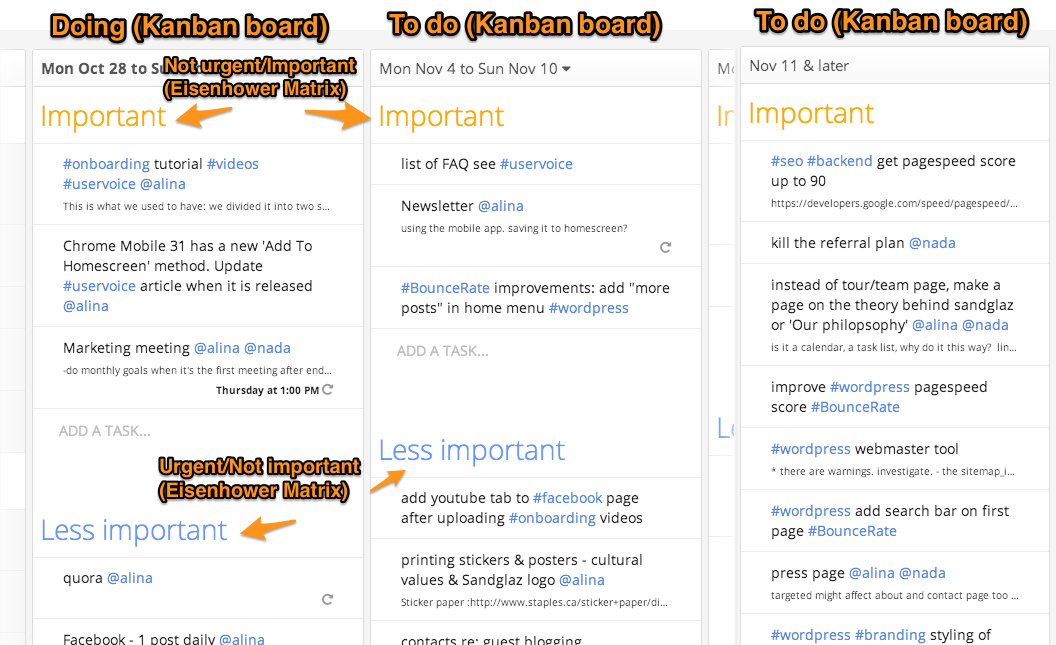 Doing (Kanban board)
To do (Kanban board)
To do (Kanban board)
Mon Oct 28 to Su
Not urgent/Important
(Eisenhower Matrix)
Important
#onboarding tutorial #videos
#uservoice @alina
This is what we used to have: we divided it into two s...
Chrome Mobile 31 has a new 'Add To
Homescreen' method. Update
#uservoice article when it is released
@alina
Marketing meeting @alina @nada
-do monthly goals when it's the first meeting after end...
Thursday at 1:00 PM
ADD A TASK...
Urgent/Not important
(Eisenhower Matrix)
Less important
quora @alina
Facebook - 1 post daily @alina
Mon Nov 4 to Sun Nov 10
Important
list of FAQ see #uservoice
Newsletter @alina
using the mobile app. saving it to homescreen?
#BounceRate improvements: add "more
posts" in home menu #wordpress
ADD A TASK...
Less important
add youtube tab to #facebook page
after uploading #onboarding videos
printing stickers & posters - cultural
values & Sandglaz logo @alina
Sticker paper :http://www.staples.ca/sticker+paper/di...
contacts re: guest blogging
Nov 11 & later
Important
#seo #backend get pagespeed score
up to 90
https://developers.google.com/speed/pagespeed/...
kill the referral plan @nada
instead of tour/team page, make a
page on the theory behind sandglaz
or 'Our philopsophy' @alina @nada
is it a calendar, a task list, why do it this way? lin...
improve #wordpress pagespeed
score #BounceRate
#wordpress webmaster tool
* there are warnings. investigate. - the sitemap_i...
#wordpress add search bar on first
page #BounceRate
press page @alina @nada
targeted might affect about and contact page too ...
#wordpress #branding styling of